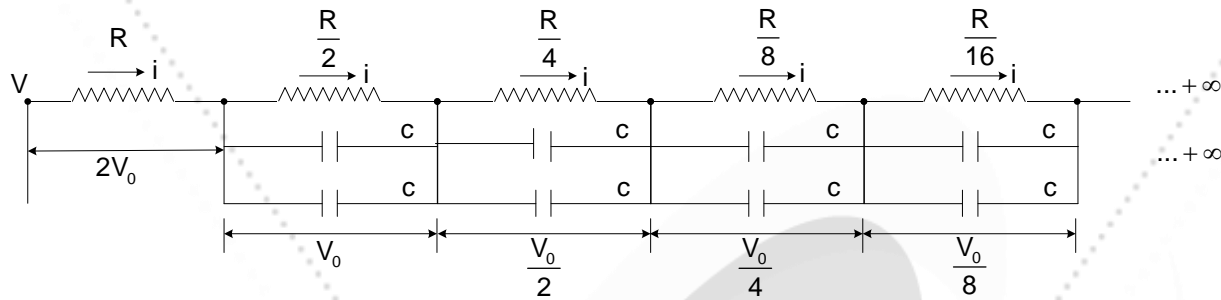 R R/2 R/4 R/8 R/16
V i i i i i ... + ∞
c c c c ... + ∞
2V₀
c c c c
V₀ V₀/2 V₀/4 V₀/8